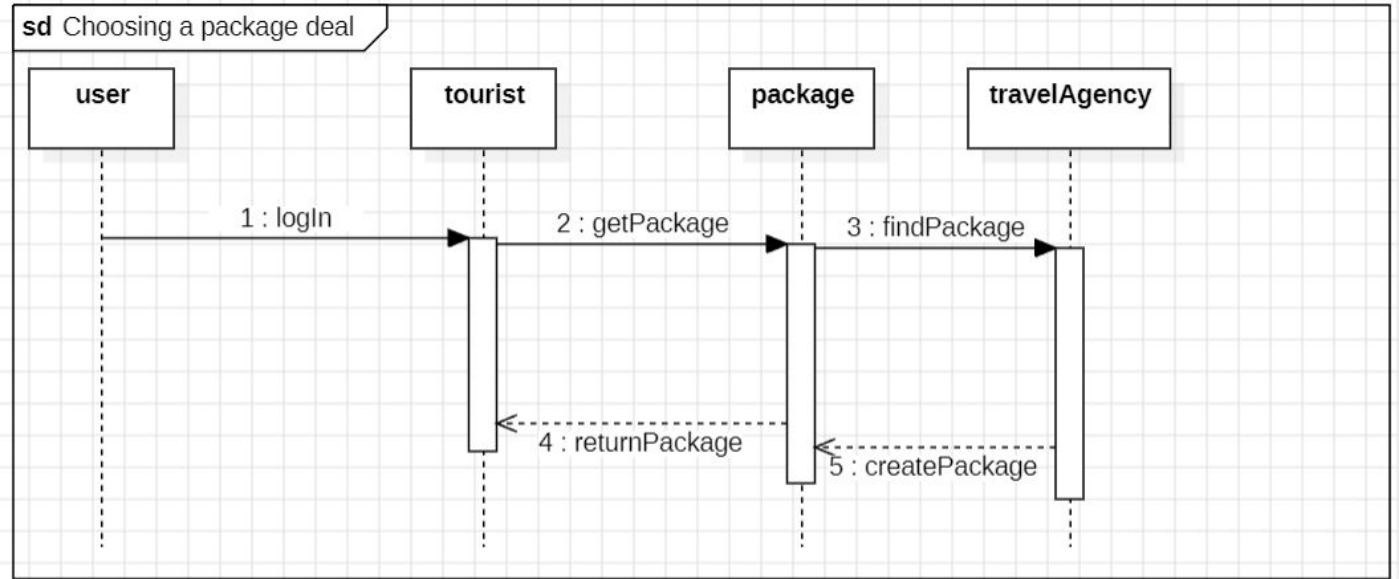 sd Choosing a package deal
user
tourist
package
travelAgency
1 : logIn
2 : getPackage
3 : findPackage
4 : returnPackage
5 : createPackage